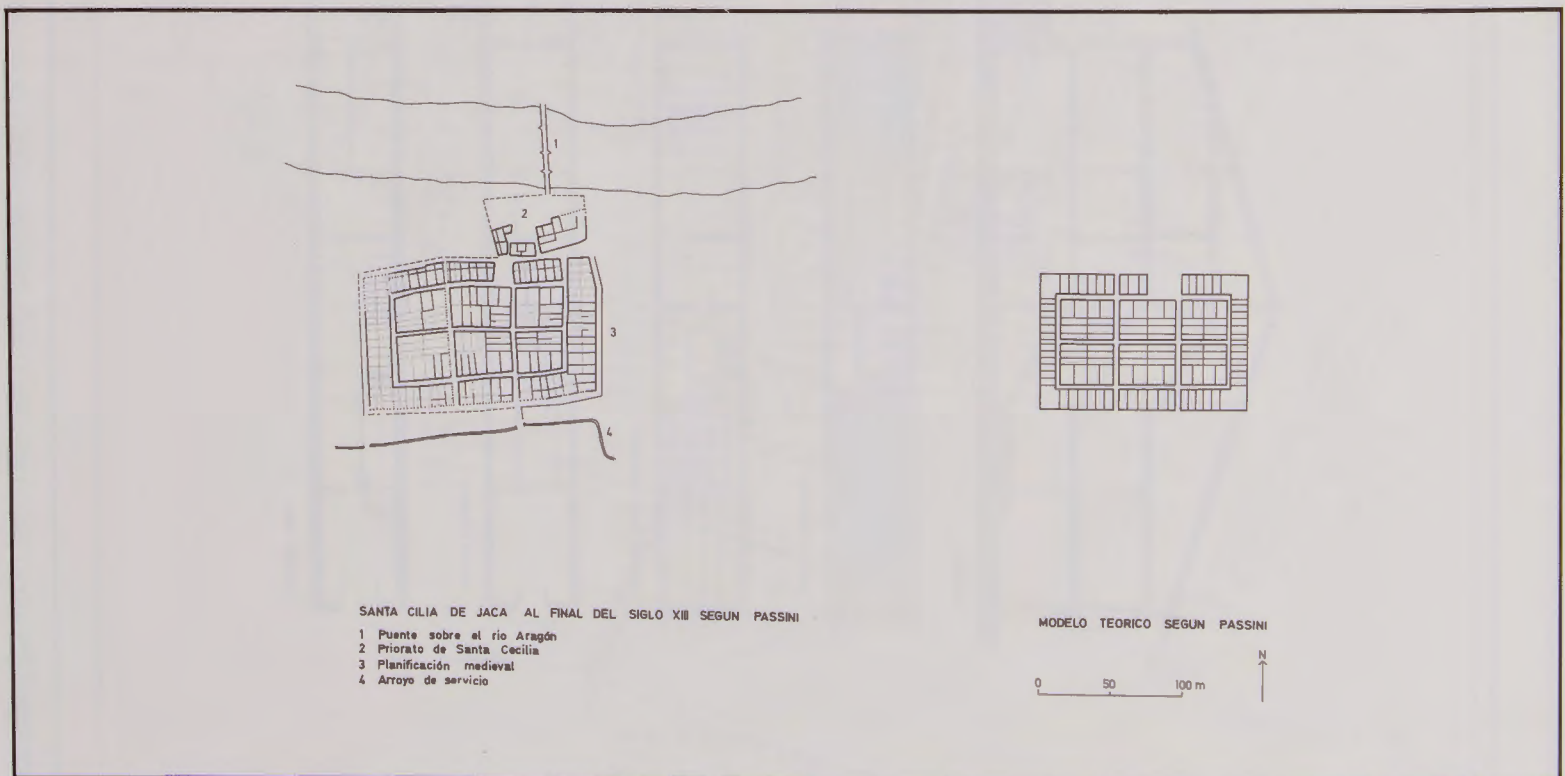 1
2
3
4
SANTA CILIA DE JACA AL FINAL DEL SIGLO XIII SEGUN PASSINI
1 Puente sobre el rio Aragón
2 Priorato de Santa Cecilia
3 Planificación medieval
4 Arroyo de servicio
MODELO TEORICO SEGUN PASSINI
N
0 50 100 m